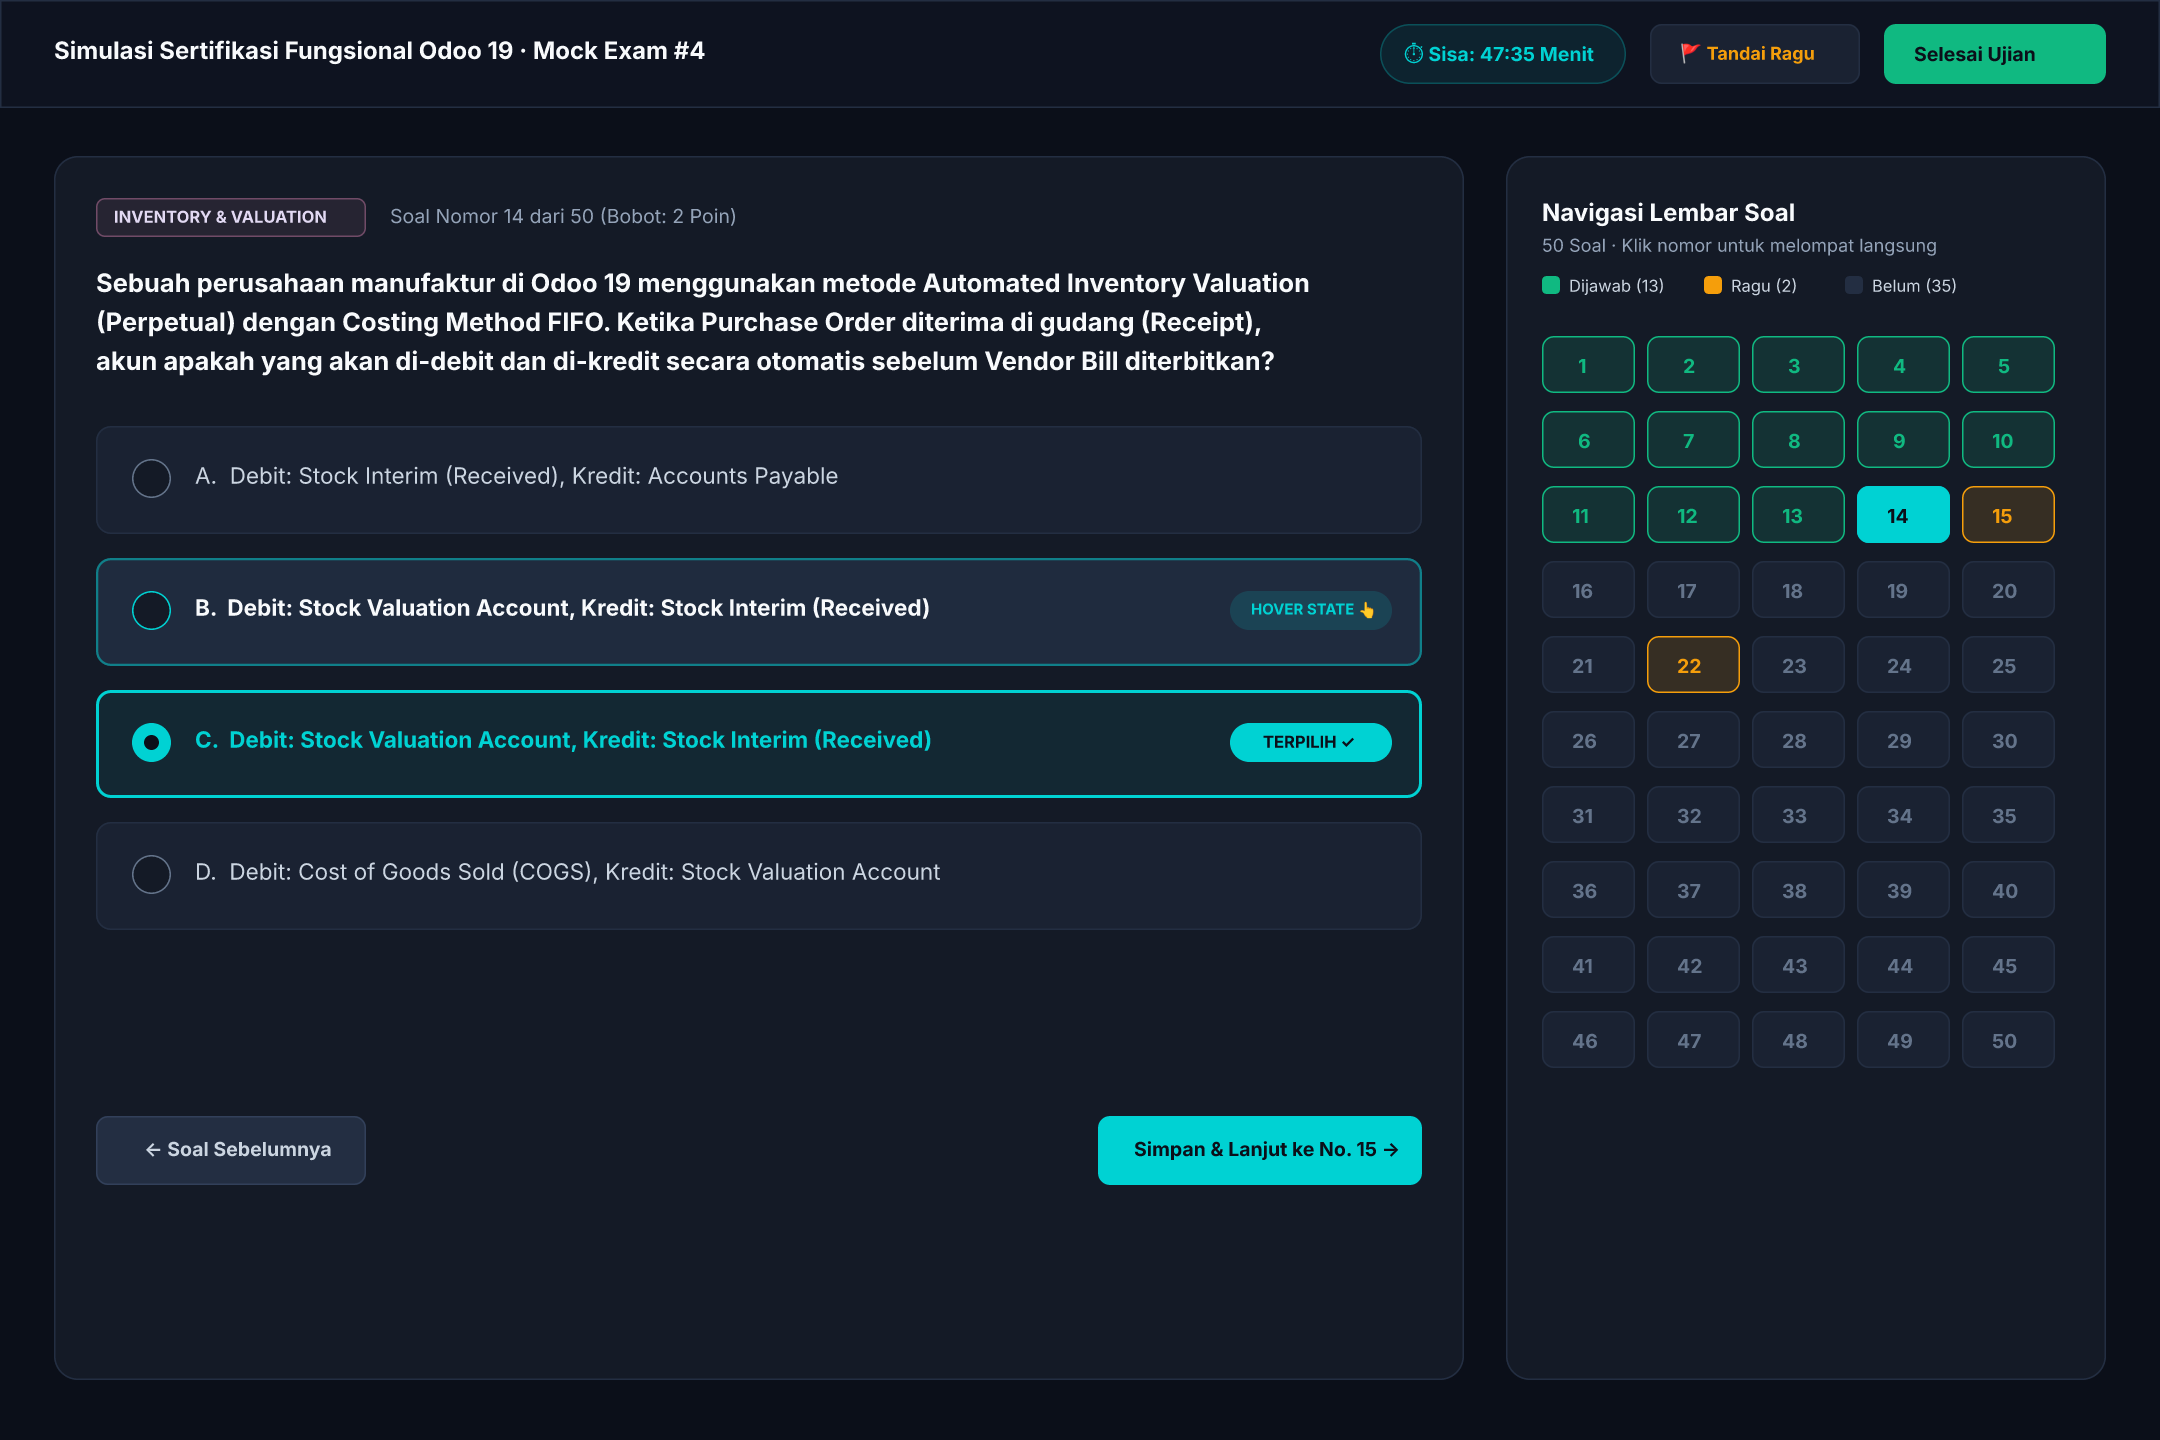 Simulasi Sertifikasi Fungsional Odoo 19 · Mock Exam #4
⏱ Sisa: 47:35 Menit
🚩 Tandai Ragu
Selesai Ujian
INVENTORY & VALUATION
Soal Nomor 14 dari 50 (Bobot: 2 Poin)
Sebuah perusahaan manufaktur di Odoo 19 menggunakan metode Automated Inventory Valuation
(Perpetual) dengan Costing Method FIFO. Ketika Purchase Order diterima di gudang (Receipt),
akun apakah yang akan di-debit dan di-kredit secara otomatis sebelum Vendor Bill diterbitkan?
A. Debit: Stock Interim (Received), Kredit: Accounts Payable
B. Debit: Stock Valuation Account, Kredit: Stock Interim (Received)
HOVER STATE 👆
C. Debit: Stock Valuation Account, Kredit: Stock Interim (Received)
TERPILIH ✓
D. Debit: Cost of Goods Sold (COGS), Kredit: Stock Valuation Account
← Soal Sebelumnya
Simpan & Lanjut ke No. 15 →
Navigasi Lembar Soal
50 Soal · Klik nomor untuk melompat langsung
Dijawab (13) Ragu (2) Belum (35)
1 2 3 4 5
6 7 8 9 10
11 12 13 14 15
16 17 18 19 20
21 22 23 24 25
26 27 28 29 30
31 32 33 34 35
36 37 38 39 40
41 42 43 44 45
46 47 48 49 50